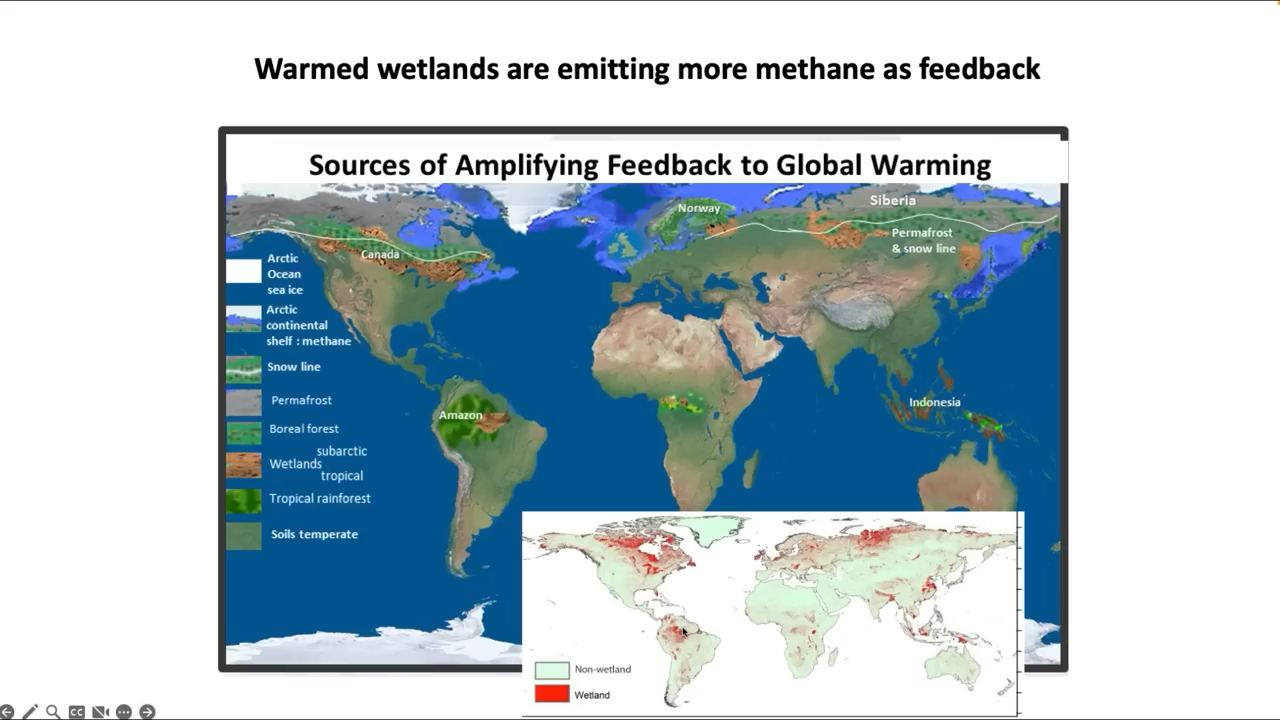 Warmed wetlands are emitting more methane as feedback
Sources of Amplifying Feedback to Global Warming
Norway
Siberia
Permafrost
& snow line
Canada
Arctic
Ocean
sea ice
Arctic
continental
shelf : methane
Snow line
Permafrost
Amazon
Indonesia
Boreal forest
subarctic
Wetlands
tropical
Tropical rainforest
Soils temperate
Non-wetland
Wetland
CC